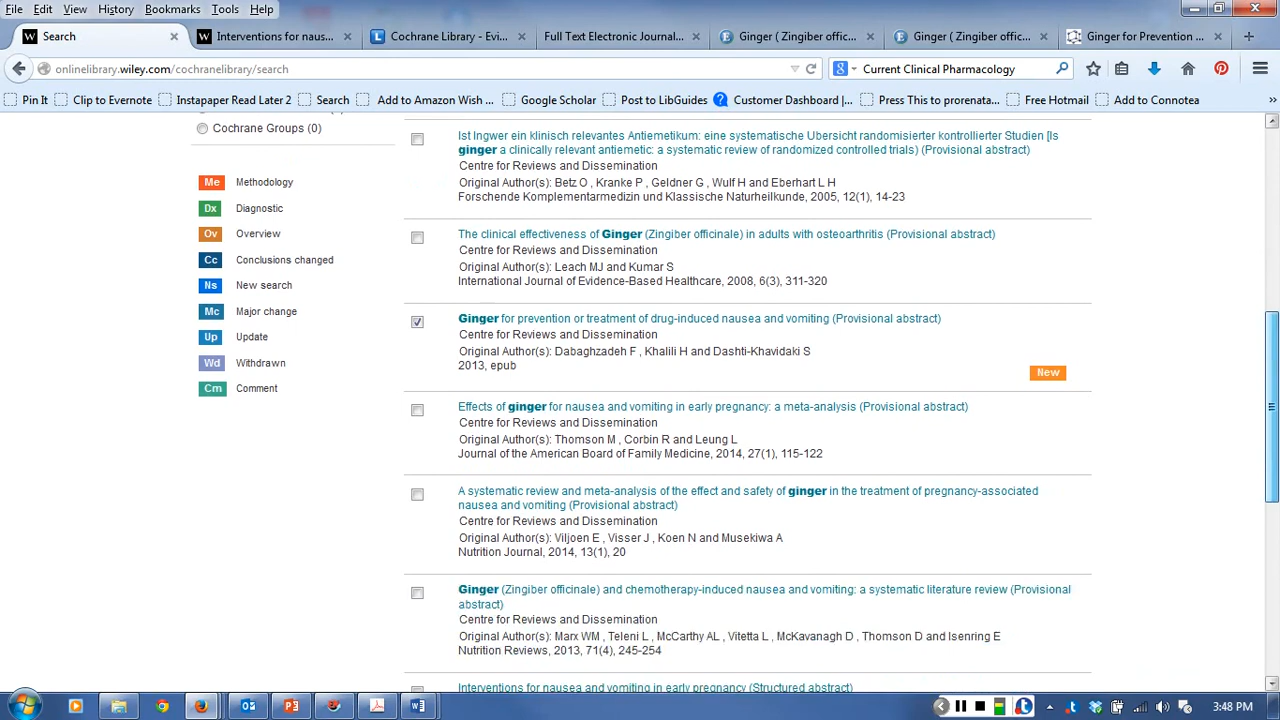 File Edit View History Bookmarks Tools Help
Search
Interventions for naus...
Cochrane Library - Evi...
Full Text Electronic Journal...
Ginger ( Zingiber offic...
Ginger ( Zingiber offic...
Ginger for Prevention ...
onlinelibrary.wiley.com/cochranelibrary/search
Current Clinical Pharmacology
Pin It Clip to Evernote Instapaper Read Later 2 Search Add to Amazon Wish ... Google Scholar Post to LibGuides Customer Dashboard |... Press This to prorenata... Free Hotmail Add to Connotea »
Cochrane Groups (0)
Me Methodology
Dx Diagnostic
Ov Overview
Cc Conclusions changed
Ns New search
Mc Major change
Up Update
Wd Withdrawn
Cm Comment
Ist Ingwer ein klinisch relevantes Antiemetikum: eine systematische Ubersicht randomisierter kontrollierter Studien [Is
ginger a clinically relevant antiemetic: a systematic review of randomized controlled trials) (Provisional abstract)
Centre for Reviews and Dissemination
Original Author(s): Betz O , Kranke P , Geldner G , Wulf H and Eberhart L H
Forschende Komplementarmedizin und Klassische Naturheilkunde, 2005, 12(1), 14-23
The clinical effectiveness of Ginger (Zingiber officinale) in adults with osteoarthritis (Provisional abstract)
Centre for Reviews and Dissemination
Original Author(s): Leach MJ and Kumar S
International Journal of Evidence-Based Healthcare, 2008, 6(3), 311-320
Ginger for prevention or treatment of drug-induced nausea and vomiting (Provisional abstract)
Centre for Reviews and Dissemination
Original Author(s): Dabaghzadeh F , Khalili H and Dashti-Khavidaki S
2013, epub
New
Effects of ginger for nausea and vomiting in early pregnancy: a meta-analysis (Provisional abstract)
Centre for Reviews and Dissemination
Original Author(s): Thomson M , Corbin R and Leung L
Journal of the American Board of Family Medicine, 2014, 27(1), 115-122
A systematic review and meta-analysis of the effect and safety of ginger in the treatment of pregnancy-associated
nausea and vomiting (Provisional abstract)
Centre for Reviews and Dissemination
Original Author(s): Viljoen E , Visser J , Koen N and Musekiwa A
Nutrition Journal, 2014, 13(1), 20
Ginger (Zingiber officinale) and chemotherapy-induced nausea and vomiting: a systematic literature review (Provisional
abstract)
Centre for Reviews and Dissemination
Original Author(s): Marx WM , Teleni L , McCarthy AL , Vitetta L , McKavanagh D , Thomson D and Isenring E
Nutrition Reviews, 2013, 71(4), 245-254
Interventions for nausea and vomiting in early pregnancy (Structured abstract)
3:48 PM